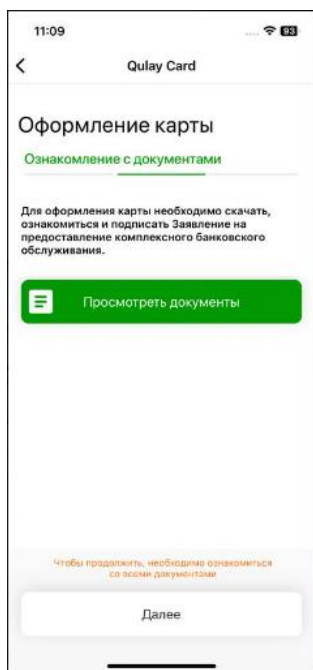 11:09
93
Qulay Card
Оформление карты
Ознакомление с документами
Для оформления карты необходимо скачать,
ознакомиться и подписать Заявление на
предоставление комплексного банковского
обслуживания.
Просмотреть документы
Чтобы продолжить, необходимо ознакомиться
со всеми документами
Далее